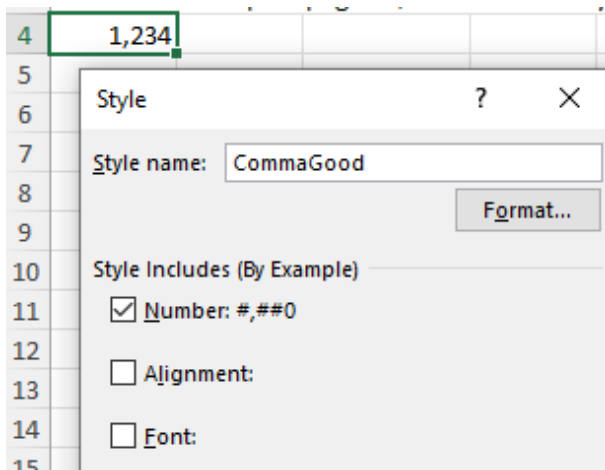 4 1,234
5
Style ? ×
6
7 Style name: CommaGood
8 Format...
9
10 Style Includes (By Example)
11 Number: #,##0
12
Alignment:
13
14 Font:
15